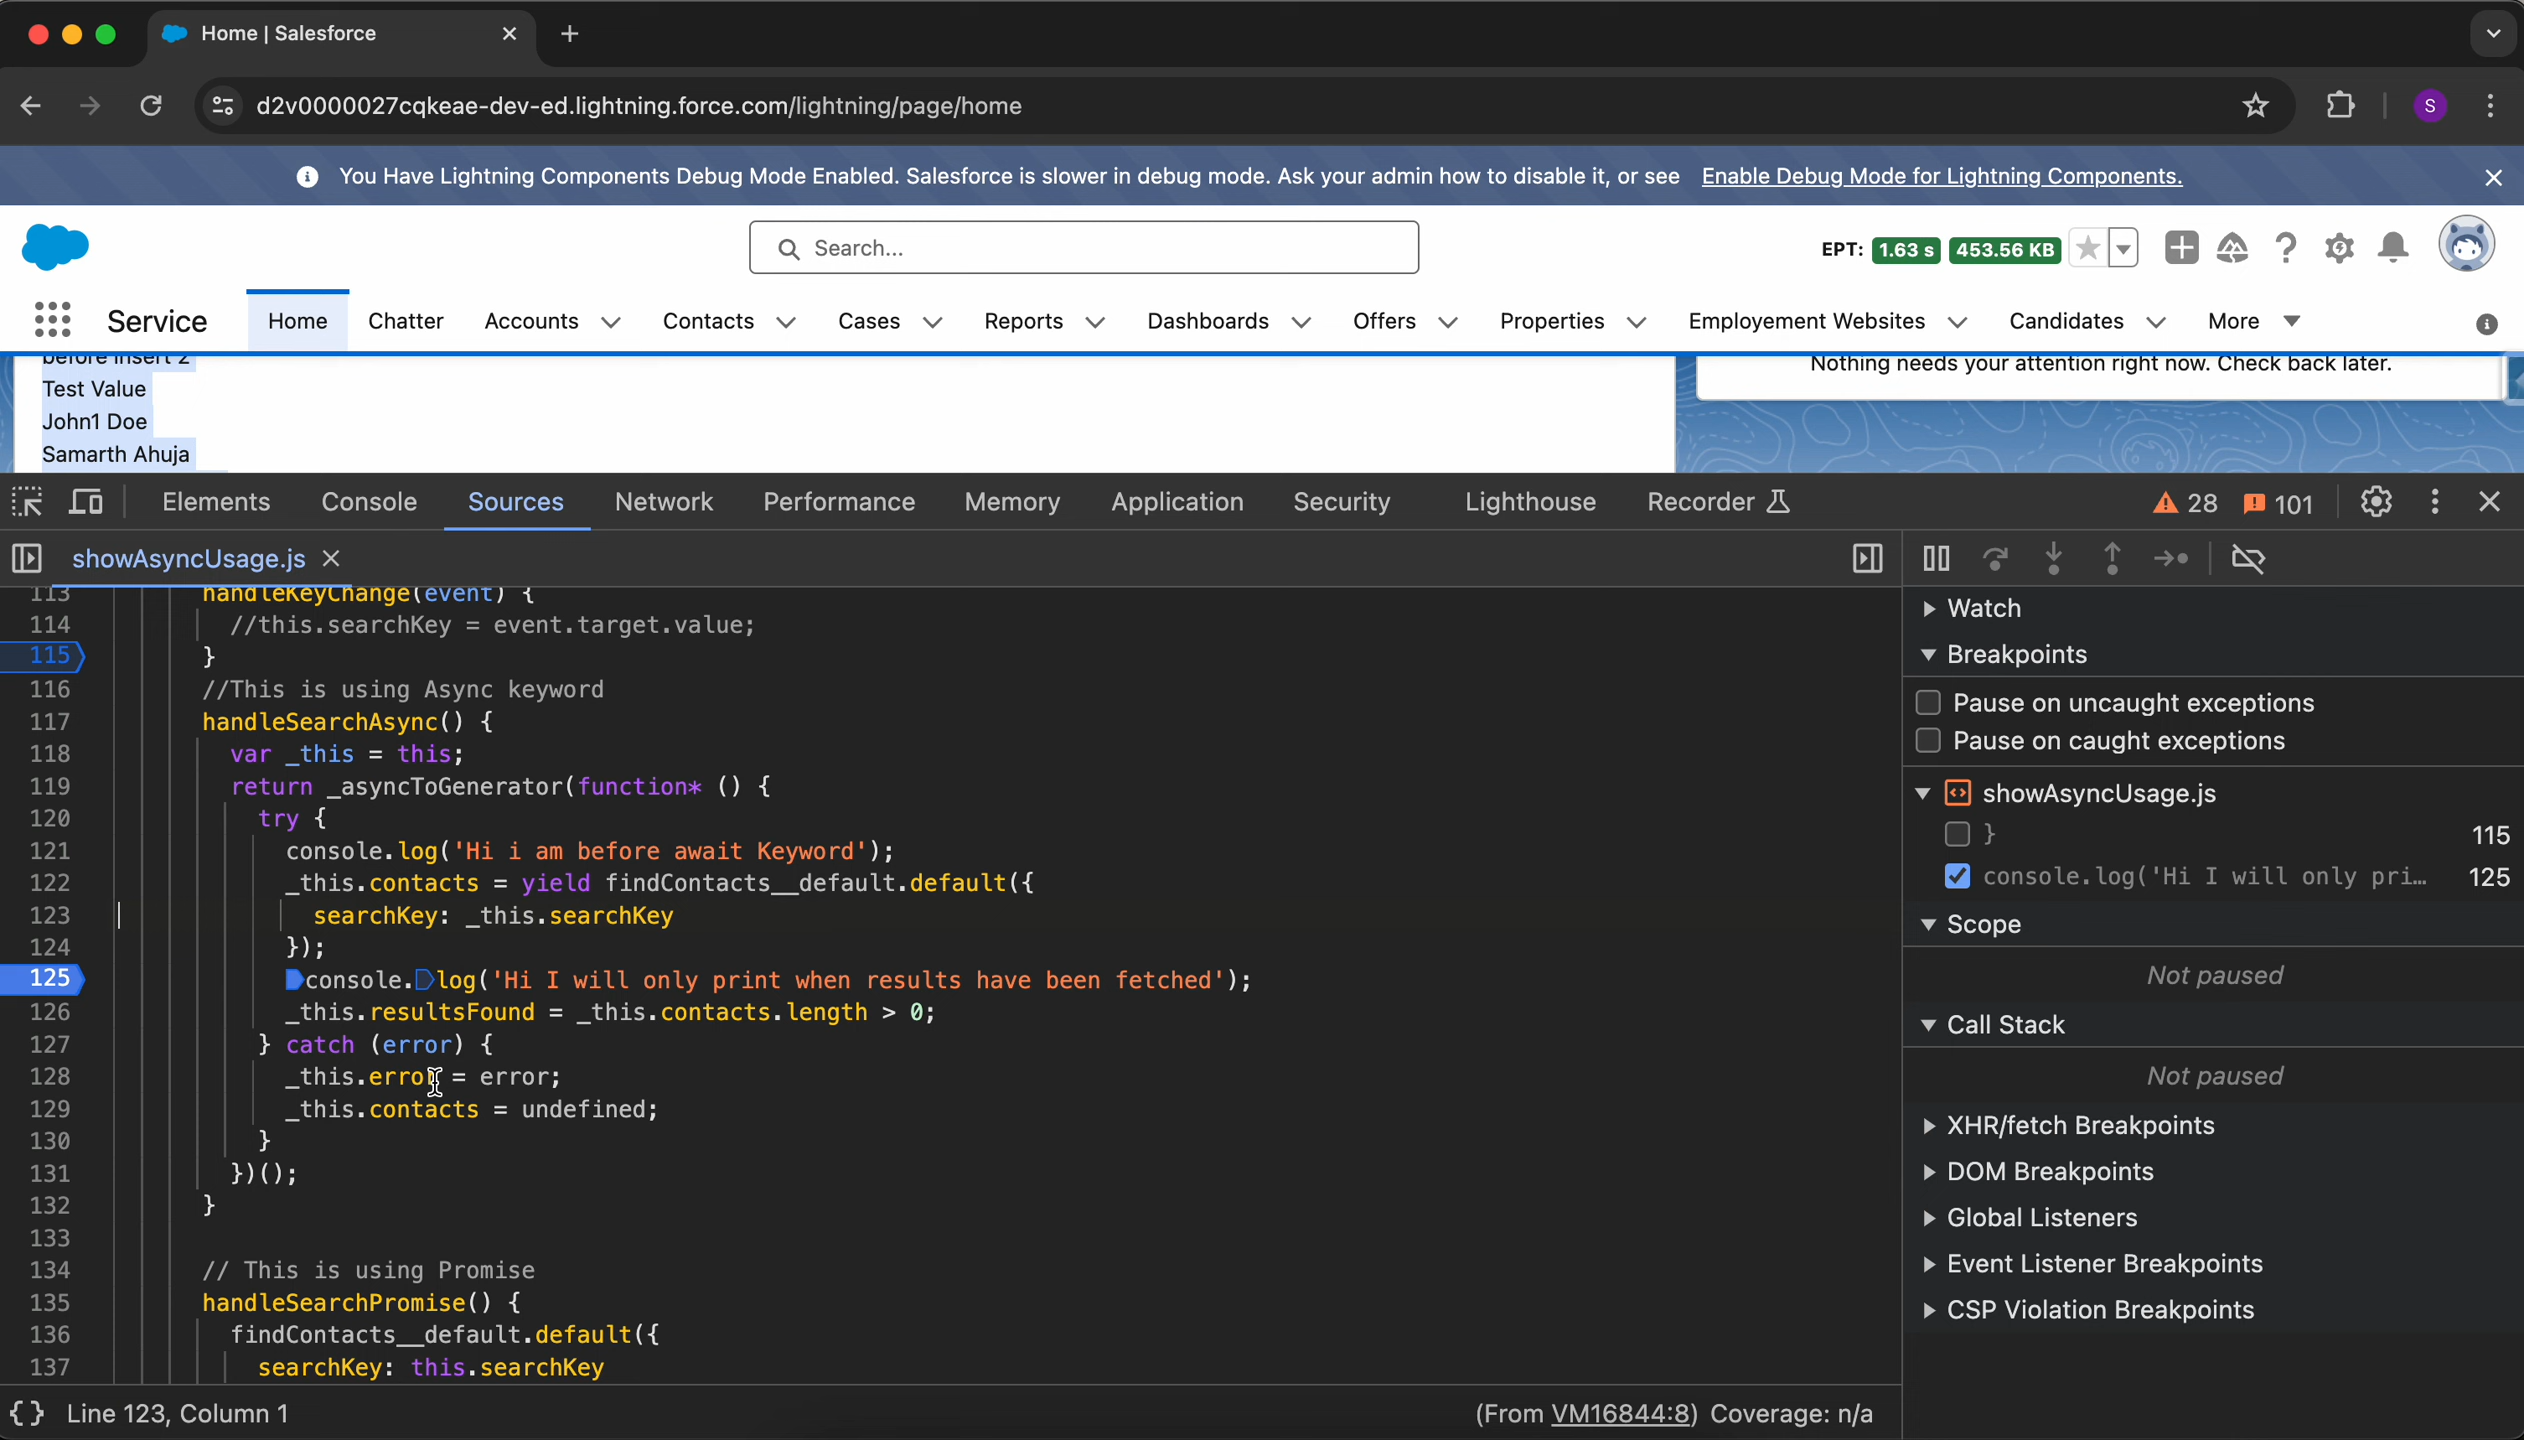 Home | Salesforce
d2v0000027cqkeae-dev-ed.lightning.force.com/lightning/page/home
S
You Have Lightning Components Debug Mode Enabled. Salesforce is slower in debug mode. Ask your admin how to disable it, or see Enable Debug Mode for Lightning Components.
Search...
EPT: 1.63 s 453.56 KB
Service Home Chatter Accounts Contacts Cases Reports Dashboards Offers Properties Employement Websites Candidates More
before insert 2
Test Value
John1 Doe
Samarth Ahuja
Nothing needs your attention right now. Check back later.
Elements Console Sources Network Performance Memory Application Security Lighthouse Recorder 28 101
showAsyncUsage.js
113 handleKeyChange(event) {
114 //this.searchKey = event.target.value;
115 }
116 //This is using Async keyword
117 handleSearchAsync() {
118 var _this = this;
119 return _asyncToGenerator(function* () {
120 try {
121 console.log('Hi i am before await Keyword');
122 _this.contacts = yield findContacts__default.default({
123 searchKey: _this.searchKey
124 });
125 console.log('Hi I will only print when results have been fetched');
126 _this.resultsFound = _this.contacts.length > 0;
127 } catch (error) {
128 _this.error = error;
129 _this.contacts = undefined;
130 }
131 })();
132 }
133
134 // This is using Promise
135 handleSearchPromise() {
136 findContacts__default.default({
137 searchKey: this.searchKey
{ } Line 123, Column 1
(From VM16844:8) Coverage: n/a
Watch
Breakpoints
Pause on uncaught exceptions
Pause on caught exceptions
showAsyncUsage.js
} 115
console.log('Hi I will only pri… 125
Scope
Not paused
Call Stack
Not paused
XHR/fetch Breakpoints
DOM Breakpoints
Global Listeners
Event Listener Breakpoints
CSP Violation Breakpoints